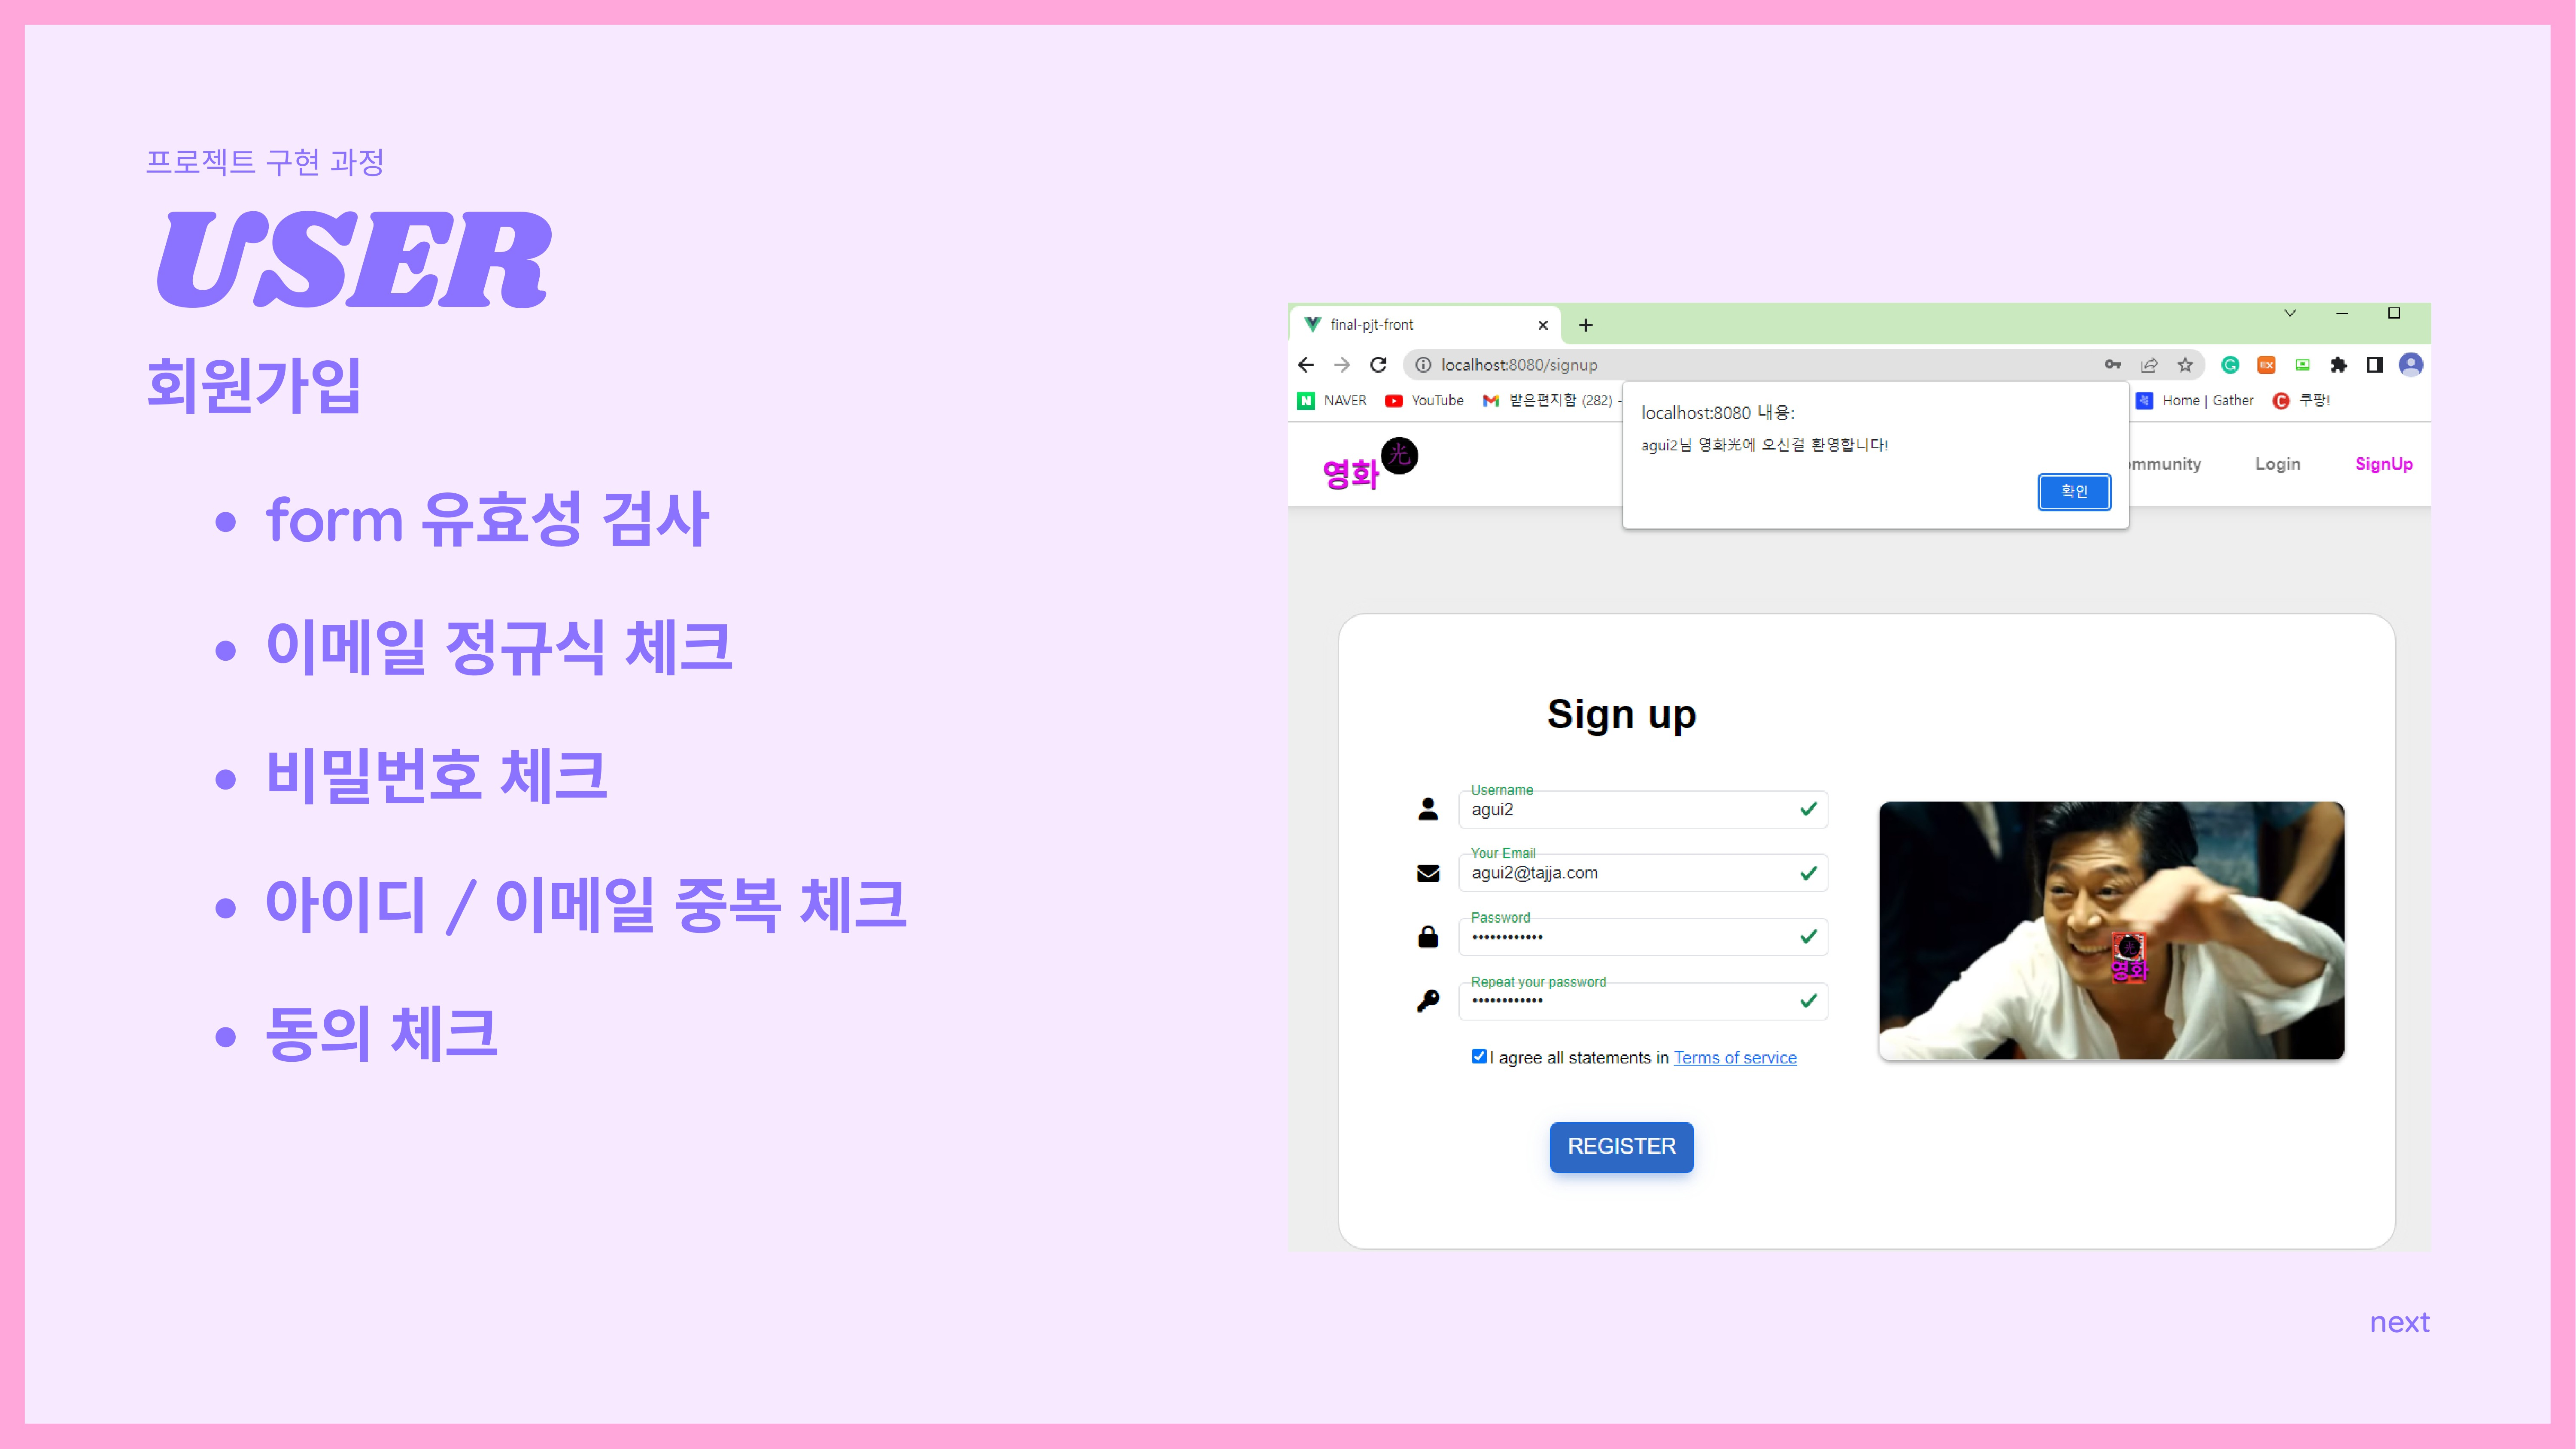 프로젝트 구현 과정
USER
회원가입
• form 유효성 검사
• 이메일 정규식 체크
• 비밀번호 체크
• 아이디 / 이메일 중복 체크
• 동의 체크
final-pjt-front
localhost:8080/signup
NAVER YouTube 받은편지함 (282) - Home | Gather 쿠팡!
localhost:8080 내용:
agui2님 영화光에 오신걸 환영합니다!
확인
영화光
ommunity Login SignUp
Sign up
Username
agui2
Your Email
agui2@tajja.com
Password
••••••••••••
Repeat your password
••••••••••••
I agree all statements in Terms of service
REGISTER
光
영화
next